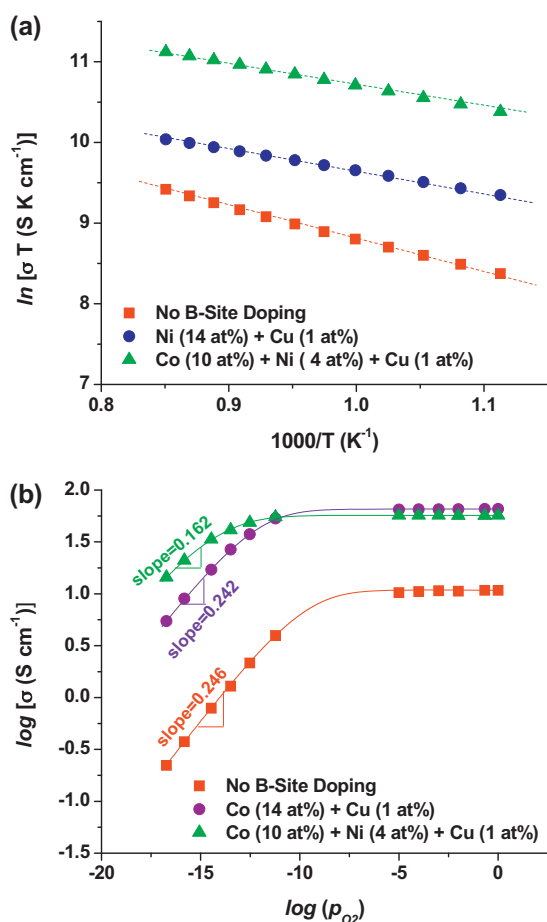 (a)
ln [σ T (S K cm⁻¹)]
11
10
9
8
7
No B-Site Doping
Ni (14 at%) + Cu (1 at%)
Co (10 at%) + Ni ( 4 at%) + Cu (1 at%)
0.8 0.9 1.0 1.1
1000/T (K⁻¹)
(b)
log [σ (S cm⁻¹)]
2.0
1.5
1.0
0.5
0.0
-0.5
-1.0
-1.5
slope=0.162
slope=0.242
slope=0.246
No B-Site Doping
Co (14 at%) + Cu (1 at%)
Co (10 at%) + Ni (4 at%) + Cu (1 at%)
-20 -15 -10 -5 0
log (p_O2)